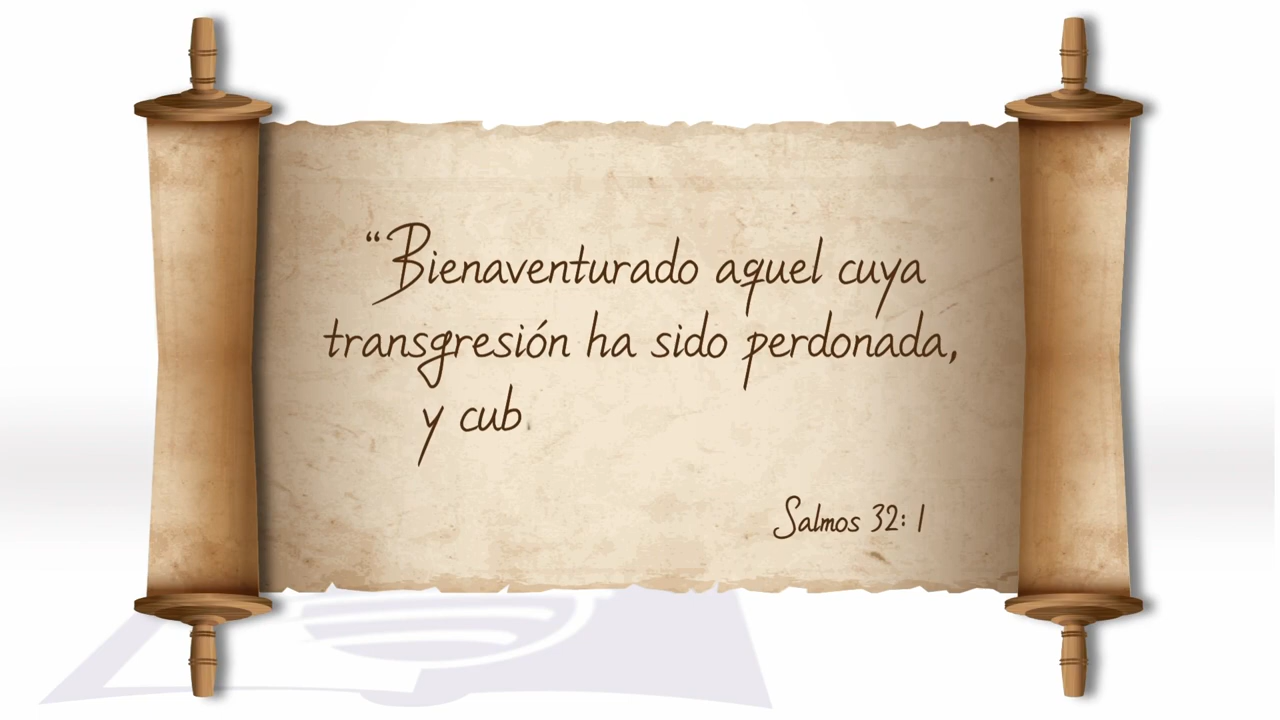 “Bienaventurado aquel cuya
transgresión ha sido perdonada,
y cub
Salmos 32: 1